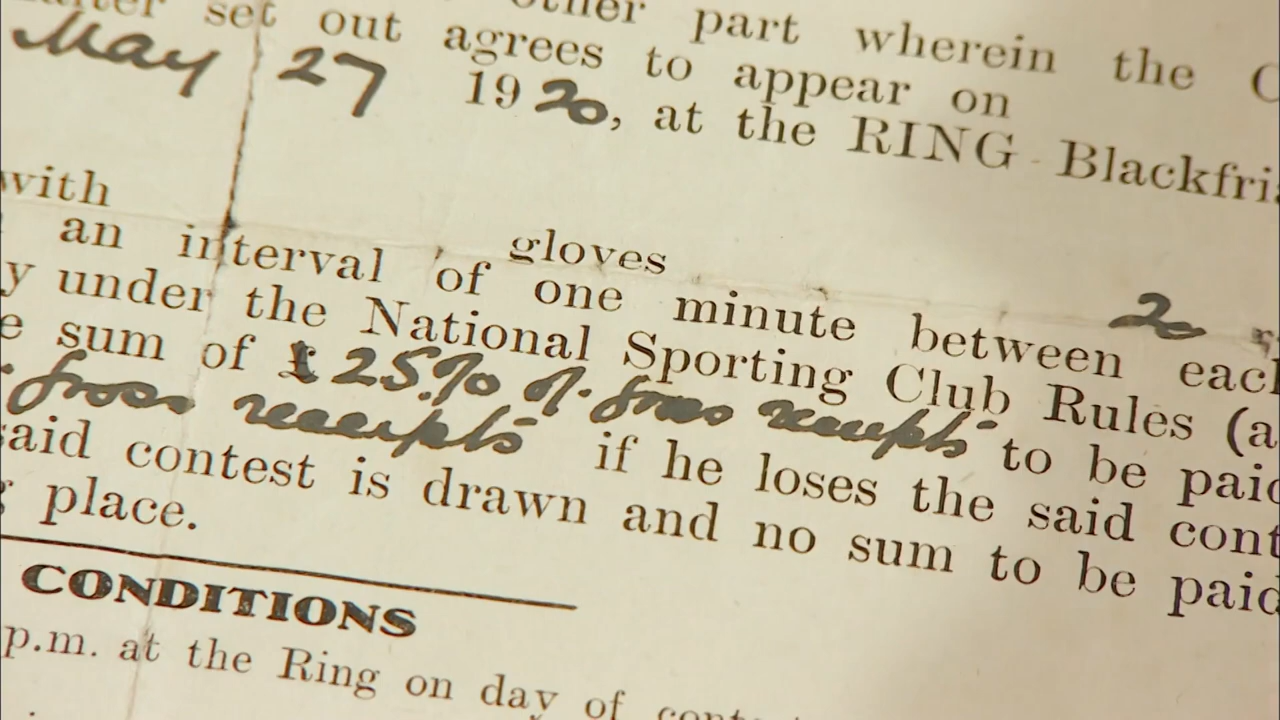 other part wherein the C
after set out agrees to appear on
May 27 1920, at the RING Blackfri
with gloves 20
an interval of one minute between each
y under the National Sporting Club Rules (a
e sum of £ 25% of gross receipts to be paid
gross receipts if he loses the said cont
said contest is drawn and no sum to be paid
g place.
CONDITIONS
p.m. at the Ring on day of cont